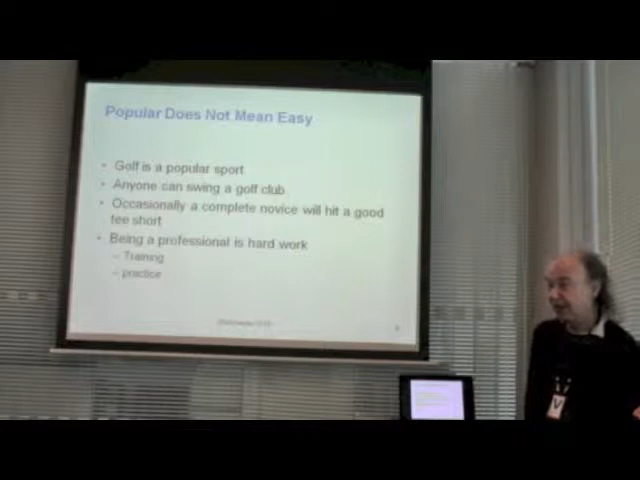 Popular Does Not Mean Easy
• Golf is a popular sport
• Anyone can swing a golf club
• Occasionally a complete novice will hit a good
tee short
• Being a professional is hard work
– Training
– practice
V